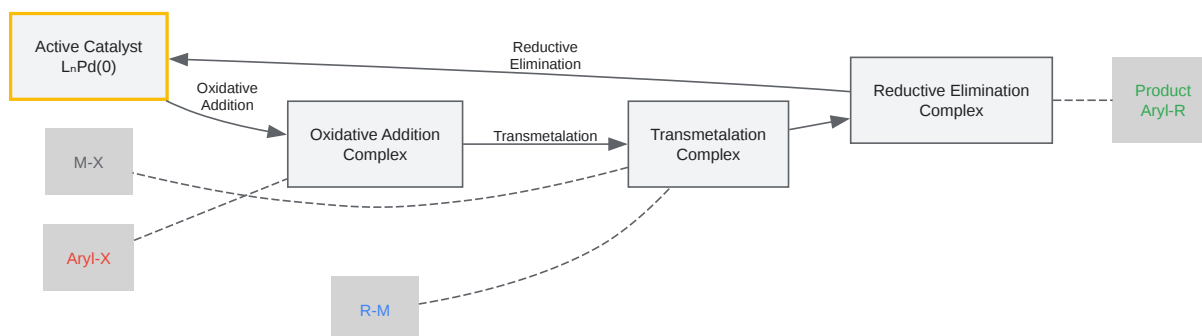 Active Catalyst
LₙPd(0)
Oxidative
Addition
Reductive
Elimination
Oxidative Addition
Complex
Transmetalation
Transmetalation
Complex
Reductive Elimination
Complex
Product
Aryl-R
M-X
Aryl-X
R-M